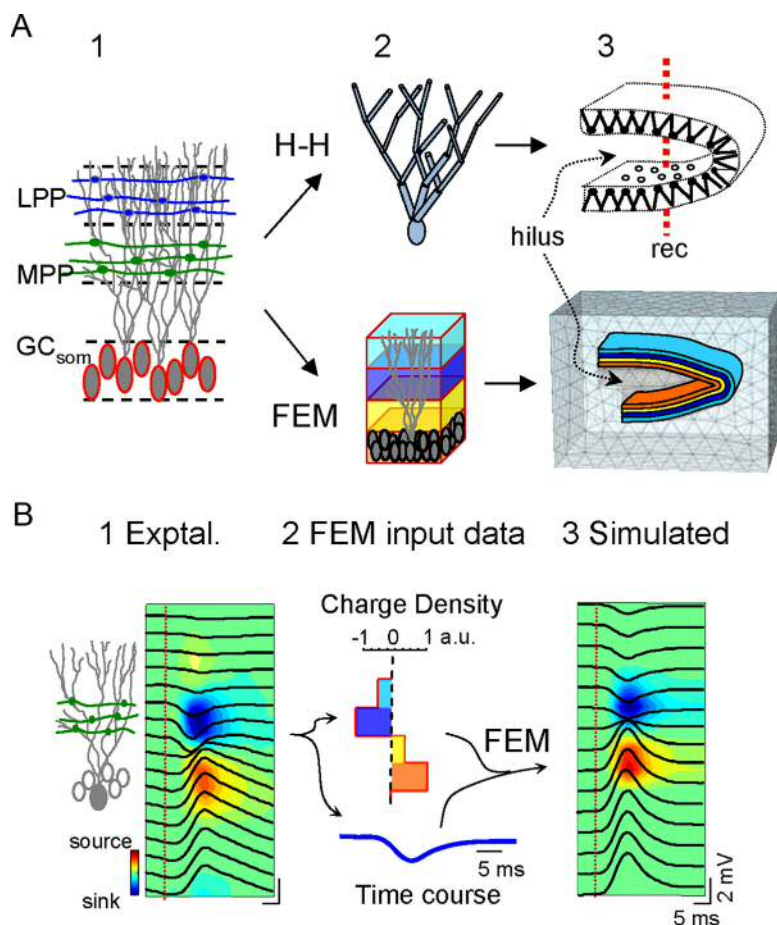 A
1
2
3
H-H
LPP
MPP
GCsom
hilus
rec
FEM
B
1 Exptal.
2 FEM input data
3 Simulated
Charge Density
-1 0 1 a.u.
FEM
source
sink
5 ms
Time course
2 mV
5 ms